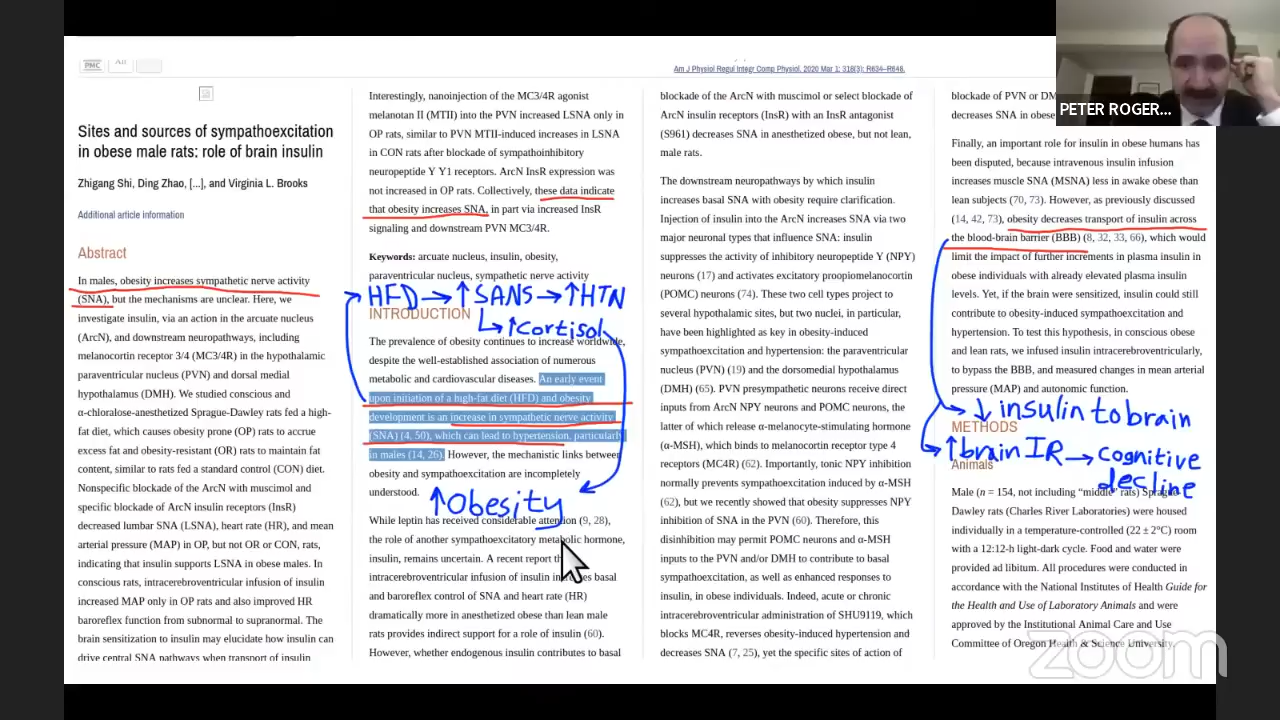 PMC
Am J Physiol Regul Integr Comp Physiol. 2020 Mar 1; 318(3): R634–R646.
PETER ROGER...
Sites and sources of sympathoexcitation
in obese male rats: role of brain insulin
Zhigang Shi, Ding Zhao, [...], and Virginia L. Brooks
Additional article information
Abstract
In males, obesity increases sympathetic nerve activity
(SNA), but the mechanisms are unclear. Here, we
investigate insulin, via an action in the arcuate nucleus
(ArcN), and downstream neuropathways, including
melanocortin receptor 3/4 (MC3/4R) in the hypothalamic
paraventricular nucleus (PVN) and dorsal medial
hypothalamus (DMH). We studied conscious and
α-chloralose-anesthetized Sprague-Dawley rats fed a high-
fat diet, which causes obesity prone (OP) rats to accrue
excess fat and obesity-resistant (OR) rats to maintain fat
content, similar to rats fed a standard control (CON) diet.
Nonspecific blockade of the ArcN with muscimol and
specific blockade of ArcN insulin receptors (InsR)
decreased lumbar SNA (LSNA), heart rate (HR), and mean
arterial pressure (MAP) in OP, but not OR or CON, rats,
indicating that insulin supports LSNA in obese males. In
conscious rats, intracerebroventricular infusion of insulin
increased MAP only in OP rats and also improved HR
baroreflex function from subnormal to supranormal. The
brain sensitization to insulin may elucidate how insulin can
drive central SNA pathways when transport of insulin
Interestingly, nanoinjection of the MC3/4R agonist
melanotan II (MTII) into the PVN increased LSNA only in
OP rats, similar to PVN MTII-induced increases in LSNA
in CON rats after blockade of sympathoinhibitory
neuropeptide Y Y1 receptors. ArcN InsR expression was
not increased in OP rats. Collectively, these data indicate
that obesity increases SNA, in part via increased InsR
signaling and downstream PVN MC3/4R.
Keywords: arcuate nucleus, insulin, obesity,
paraventricular nucleus, sympathetic nerve activity
HFD → ↑SANS → ↑HTN
INTRODUCTION
↑Cortisol
The prevalence of obesity continues to increase worldwide,
despite the well-established association of numerous
metabolic and cardiovascular diseases. An early event
upon initiation of a high-fat diet (HFD) and obesity
development is an increase in sympathetic nerve activity
(SNA) (4, 50), which can lead to hypertension, particularly
in males (14, 26). However, the mechanistic links between
obesity and sympathoexcitation are incompletely
understood.
↑Obesity
While leptin has received considerable attention (9, 28),
the role of another sympathoexcitatory metabolic hormone,
insulin, remains uncertain. A recent report
intracerebroventricular infusion of insulin basal
and baroreflex control of SNA and heart rate (HR)
dramatically more in anesthetized obese than lean male
rats provides indirect support for a role of insulin (60).
However, whether endogenous insulin contributes to basal
blockade of the ArcN with muscimol or select blockade of
ArcN insulin receptors (InsR) with an InsR antagonist
(S961) decreases SNA in anesthetized obese, but not lean,
male rats.
The downstream neuropathways by which insulin
increases basal SNA with obesity require clarification.
Injection of insulin into the ArcN increases SNA via two
major neuronal types that influence SNA: insulin
suppresses the activity of inhibitory neuropeptide Y (NPY)
neurons (17) and activates excitatory proopiomelanocortin
(POMC) neurons (74). These two cell types project to
several hypothalamic sites, but two nuclei, in particular,
have been highlighted as key in obesity-induced
sympathoexcitation and hypertension: the paraventricular
nucleus (PVN) (19) and the dorsomedial hypothalamus
(DMH) (65). PVN presympathetic neurons receive direct
inputs from ArcN NPY neurons and POMC neurons, the
latter of which release α-melanocyte-stimulating hormone
(α-MSH), which binds to melanocortin receptor type 4
receptors (MC4R) (62). Importantly, tonic NPY inhibition
normally prevents sympathoexcitation induced by α-MSH
(62), but we recently showed that obesity suppresses NPY
inhibition of SNA in the PVN (60). Therefore, this
disinhibition may permit POMC neurons and α-MSH
inputs to the PVN and/or DMH to contribute to basal
sympathoexcitation, as well as enhanced responses to
insulin, in obese individuals. Indeed, acute or chronic
intracerebroventricular administration of SHU9119, which
blocks MC4R, reverses obesity-induced hypertension and
decreases SNA (7, 25), yet the specific sites of action of
blockade of PVN or
decreases SNA in obese
Finally, an important role for insulin in obese humans has
been disputed, because intravenous insulin infusion
increases muscle SNA (MSNA) less in awake obese than
lean subjects (70, 73). However, as previously discussed
(14, 42, 73), obesity decreases transport of insulin across
the blood-brain barrier (BBB) (8, 32, 33, 66), which would
limit the impact of further increments in plasma insulin in
obese individuals with already elevated plasma insulin
levels. Yet, if the brain were sensitized, insulin could still
contribute to obesity-induced sympathoexcitation and
hypertension. To test this hypothesis, in conscious obese
and lean rats, we infused insulin intracerebroventricularly,
to bypass the BBB, and measured changes in mean arterial
pressure (MAP) and autonomic function.
↓ insulin to brain
METHODS
↑brain IR → cognitive
decline
Animals
Male (n = 154, not including “middle” rats) Sprague
Dawley rats (Charles River Laboratories) were housed
individually in a temperature-controlled (22 ± 2°C) room
with a 12:12-h light-dark cycle. Food and water were
provided ad libitum. All procedures were conducted in
accordance with the National Institutes of Health Guide for
the Health and Use of Laboratory Animals and were
approved by the Institutional Animal Care and Use
Committee of Oregon Health & Science University,
zoom